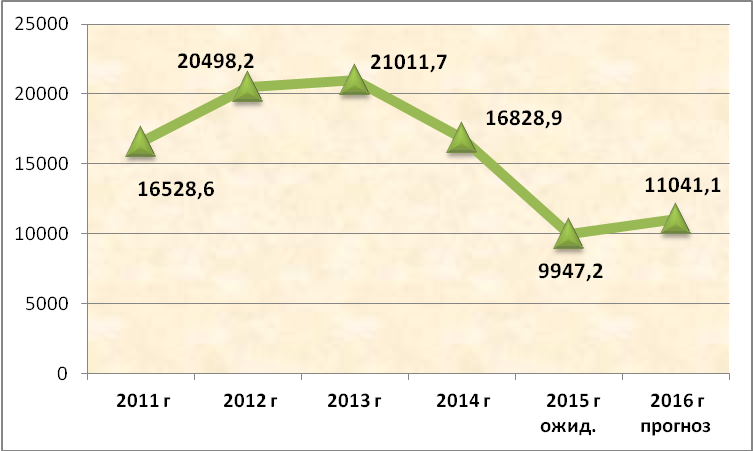 25000
20000
15000
10000
5000
0
16528,6
20498,2
21011,7
16828,9
9947,2
11041,1
2011 г
2012 г
2013 г
2014 г
2015 г
ожид.
2016 г
прогноз